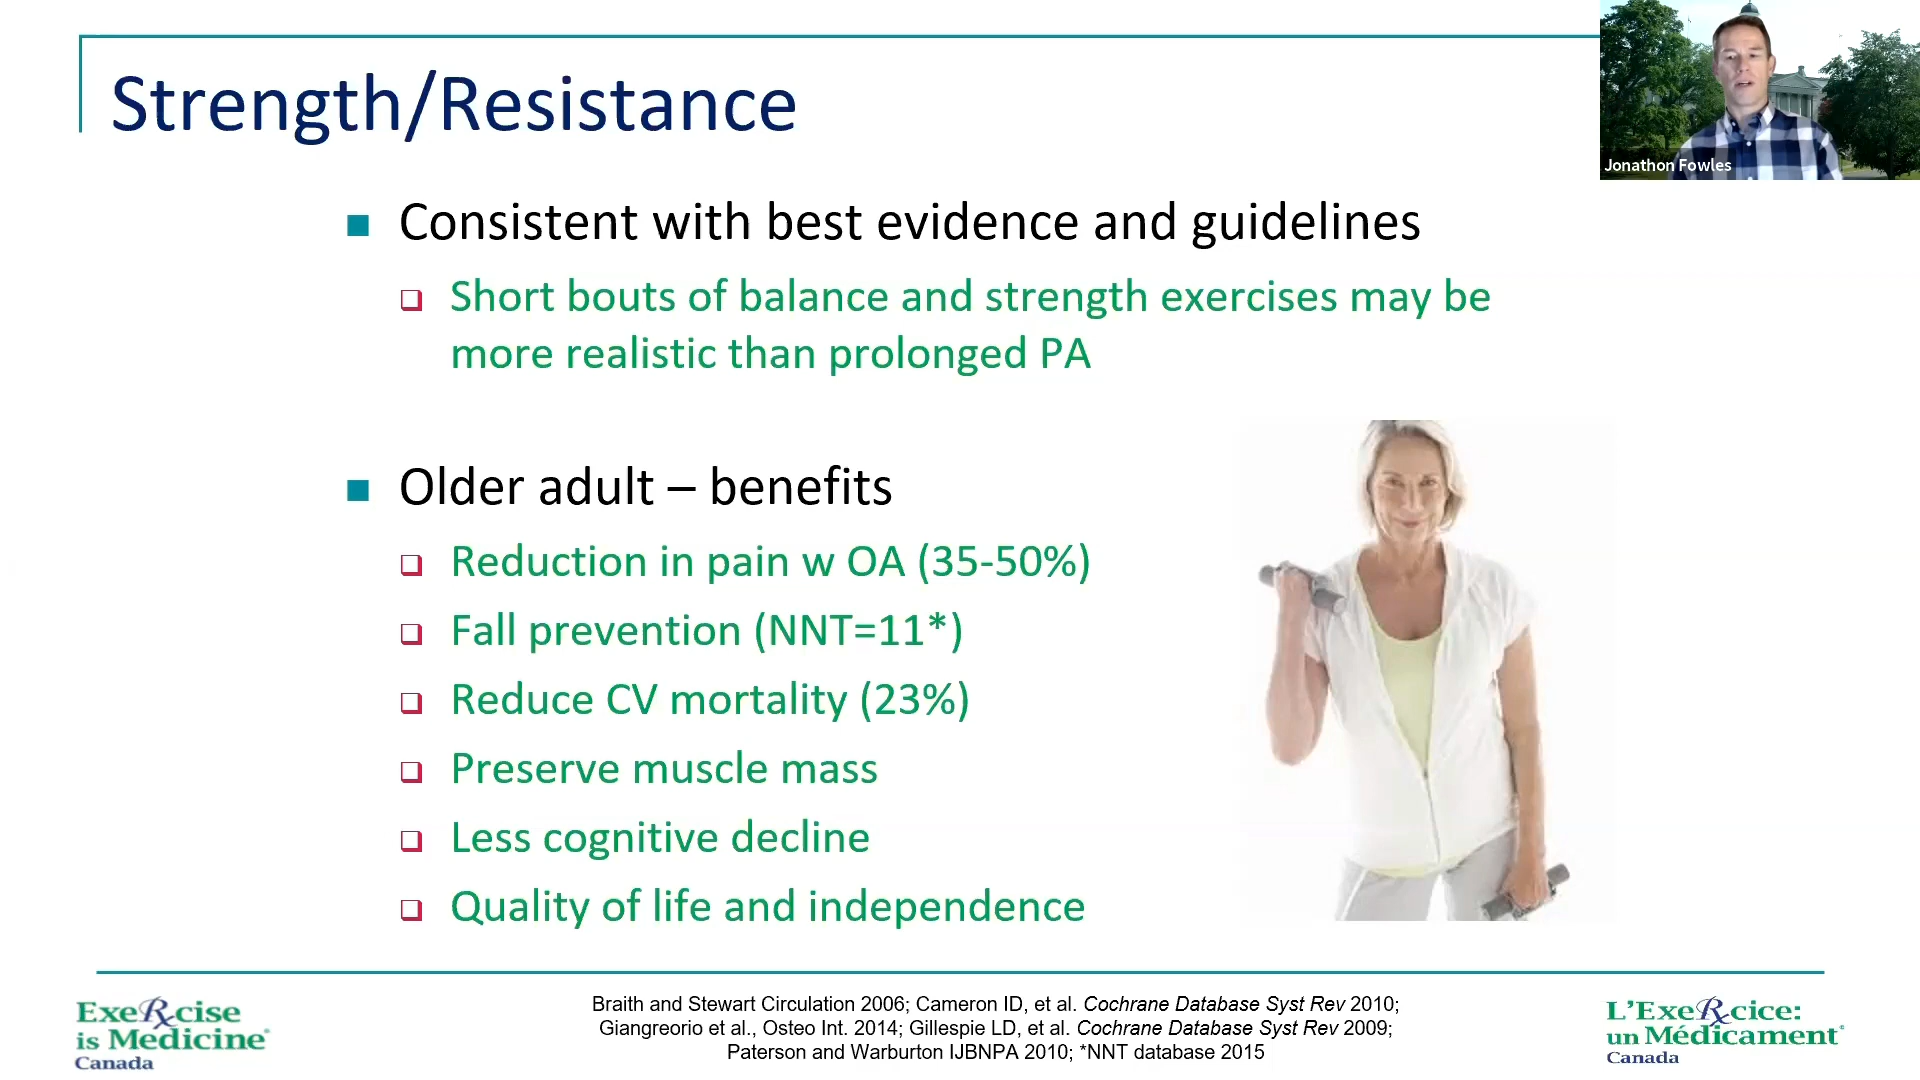 Strength/Resistance
Jonathon Fowles
Consistent with best evidence and guidelines
Short bouts of balance and strength exercises may be
more realistic than prolonged PA
Older adult – benefits
Reduction in pain w OA (35-50%)
Fall prevention (NNT=11*)
Reduce CV mortality (23%)
Preserve muscle mass
Less cognitive decline
Quality of life and independence
ExeRcise
is Medicine®
Canada
Braith and Stewart Circulation 2006; Cameron ID, et al. Cochrane Database Syst Rev 2010;
Giangreorio et al., Osteo Int. 2014; Gillespie LD, et al. Cochrane Database Syst Rev 2009;
Paterson and Warburton IJBNPA 2010; *NNT database 2015
L'ExeRcice:
un Médicament®
Canada